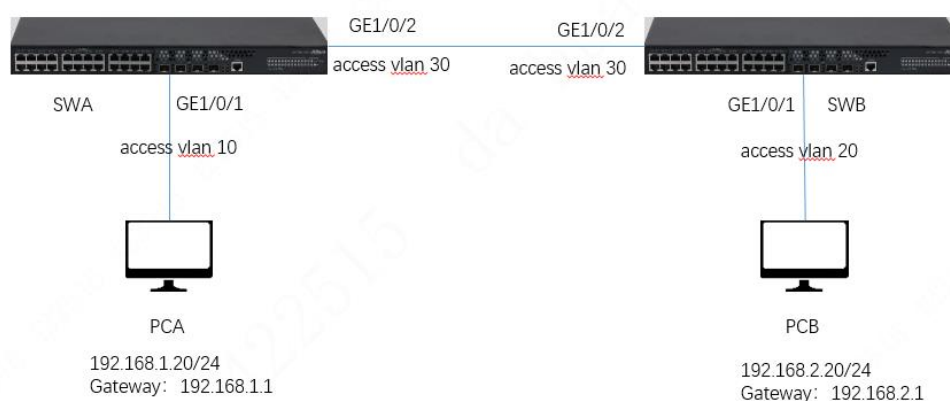 GE1/0/2
GE1/0/2
access vlan 30
access vlan 30
SWA
GE1/0/1
GE1/0/1
SWB
access vlan 10
access vlan 20
PCA
PCB
192.168.1.20/24
Gateway: 192.168.1.1
192.168.2.20/24
Gateway: 192.168.2.1